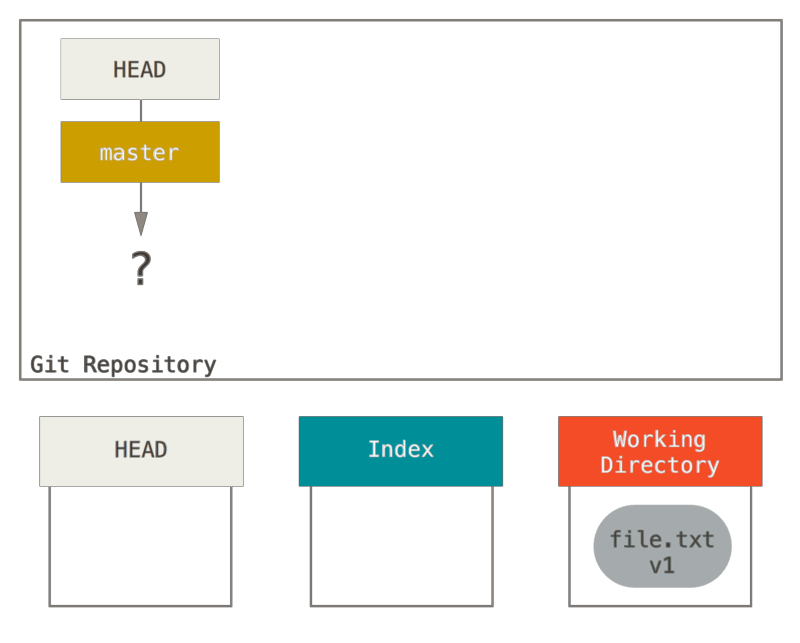 HEAD
master
?
Git Repository
HEAD
Index
Working
Directory
file.txt
v1